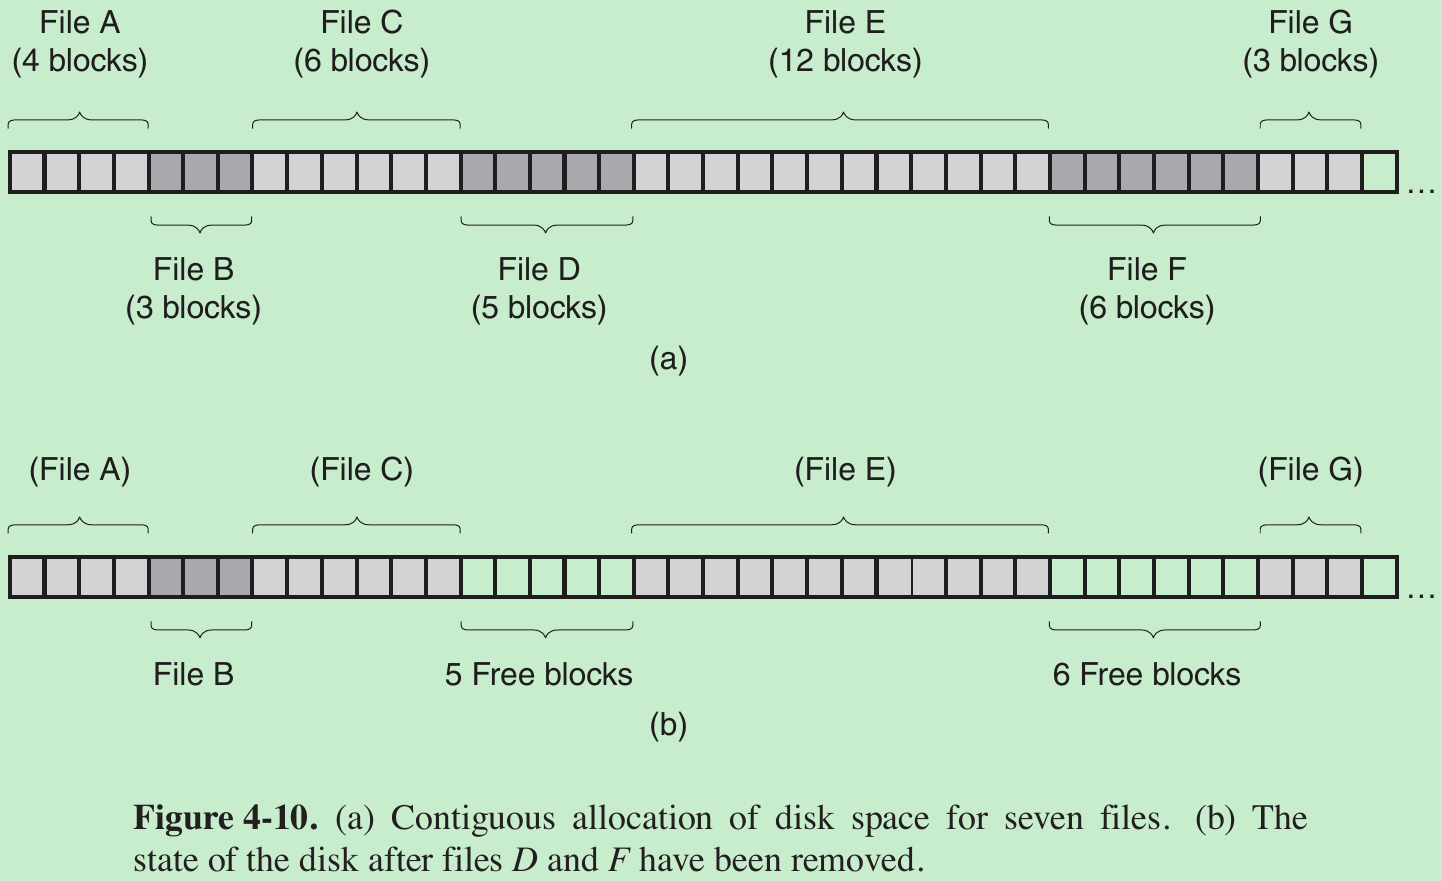 File A
(4 blocks)
File C
(6 blocks)
File E
(12 blocks)
File G
(3 blocks)
...
File B
(3 blocks)
File D
(5 blocks)
File F
(6 blocks)
(a)
(File A)
(File C)
(File E)
(File G)
...
File B
5 Free blocks
6 Free blocks
(b)
Figure 4-10. (a) Contiguous allocation of disk space for seven files. (b) The
state of the disk after files D and F have been removed.